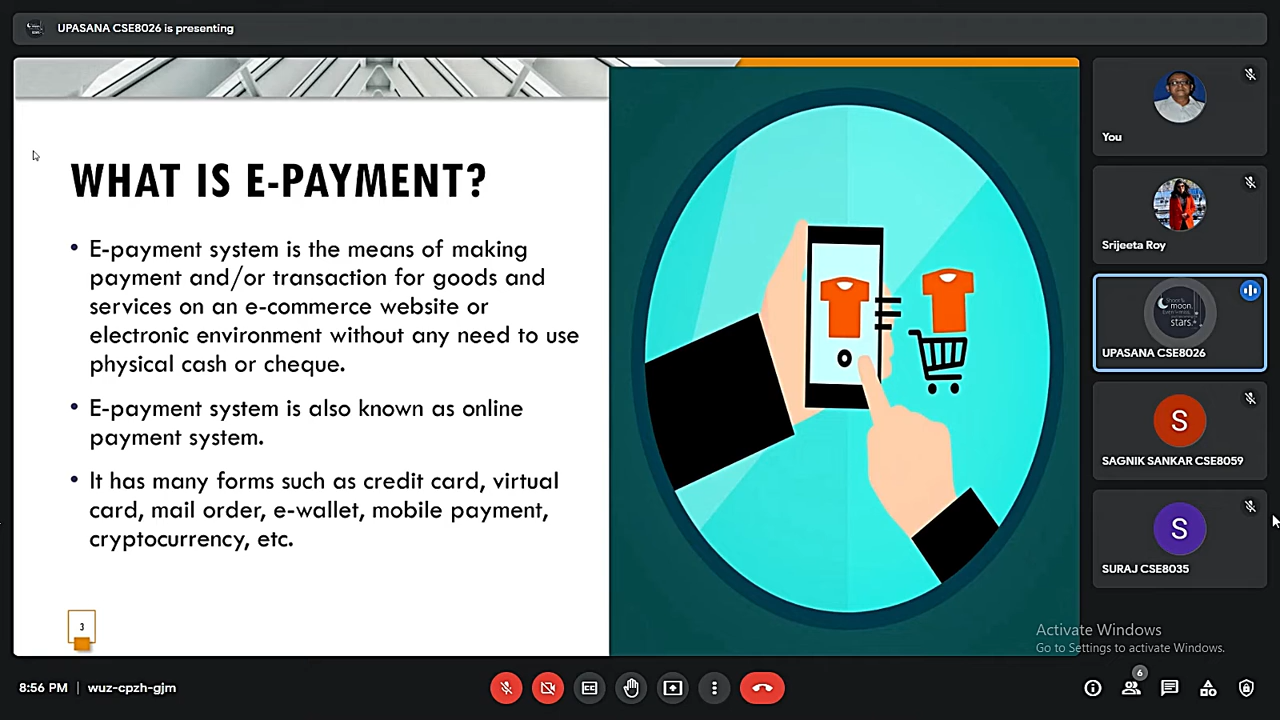 UPASANA CSE8026 is presenting
WHAT IS E-PAYMENT?
• E-payment system is the means of making
payment and/or transaction for goods and
services on an e-commerce website or
electronic environment without any need to use
physical cash or cheque.
• E-payment system is also known as online
payment system.
• It has many forms such as credit card, virtual
card, mail order, e-wallet, mobile payment,
cryptocurrency, etc.
3
You
Srijeeta Roy
moon.
stars.
UPASANA CSE8026
S
SAGNIK SANKAR CSE8059
S
SURAJ CSE8035
Activate Windows
Go to Settings to activate Windows.
8:56 PM | wuz-cpzh-gjm
6